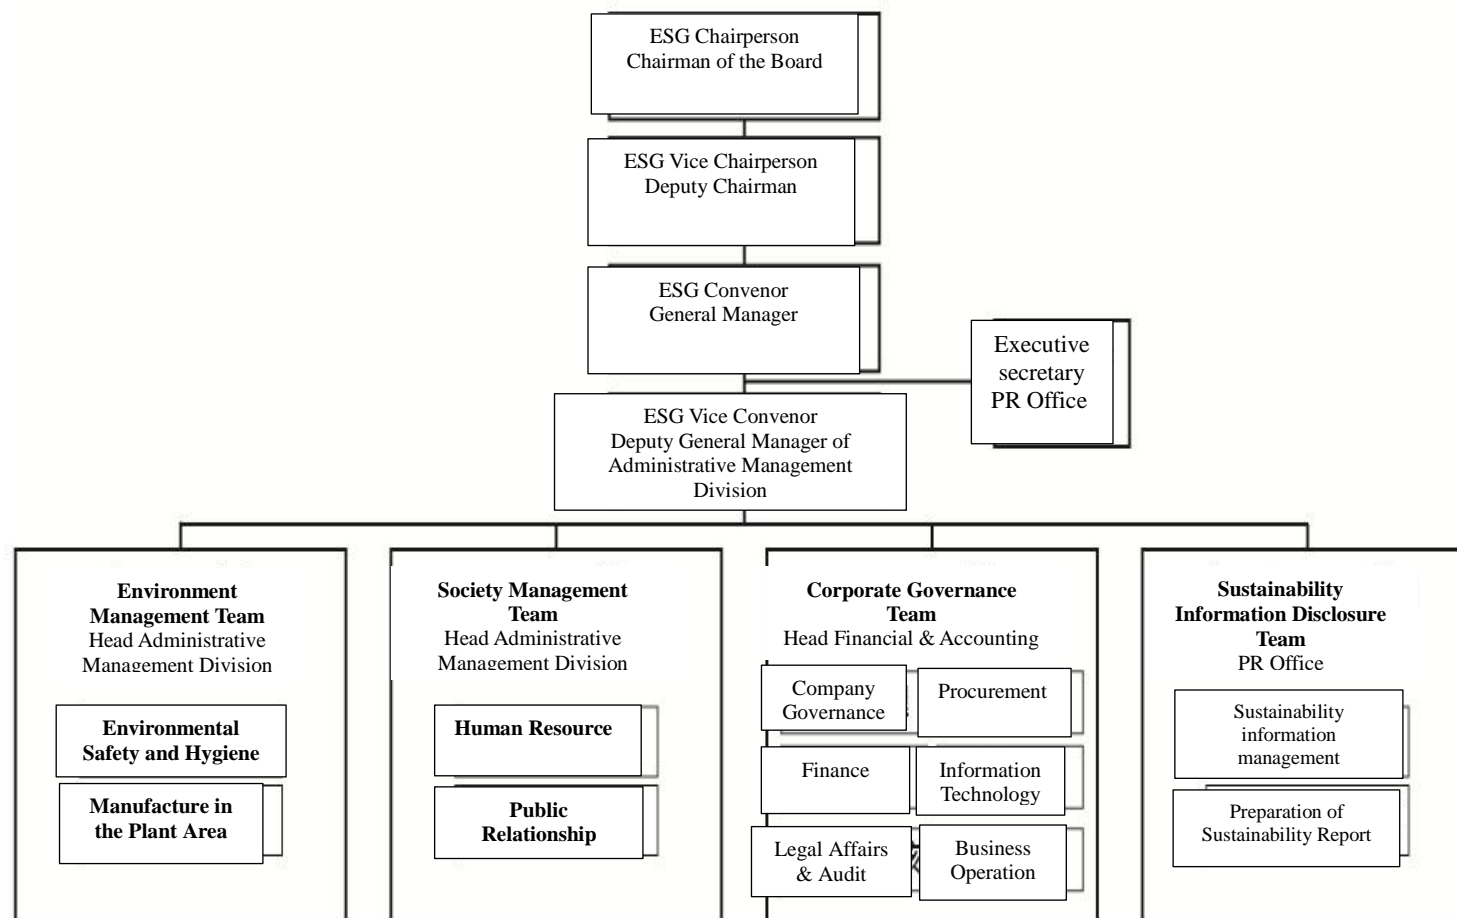 ESG Chairperson
Chairman of the Board
ESG Vice Chairperson
Deputy Chairman
ESG Convenor
General Manager
Executive
secretary
PR Office
ESG Vice Convenor
Deputy General Manager of
Administrative Management
Division
Environment
Management Team
Head Administrative
Management Division
Environmental
Safety and Hygiene
Manufacture in
the Plant Area
Society Management
Team
Head Administrative
Management Division
Human Resource
Public
Relationship
Corporate Governance
Team
Head Financial & Accounting
Company
Governance
Procurement
Finance
Information
Technology
Legal Affairs
& Audit
Business
Operation
Sustainability
Information Disclosure
Team
PR Office
Sustainability
information
management
Preparation of
Sustainability Report